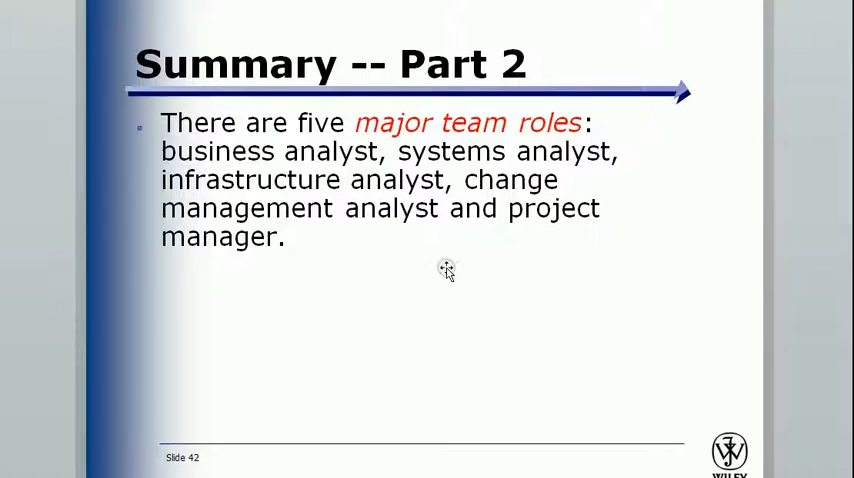 Summary -- Part 2
There are five major team roles:
business analyst, systems analyst,
infrastructure analyst, change
management analyst and project
manager.
Slide 42
WILEY